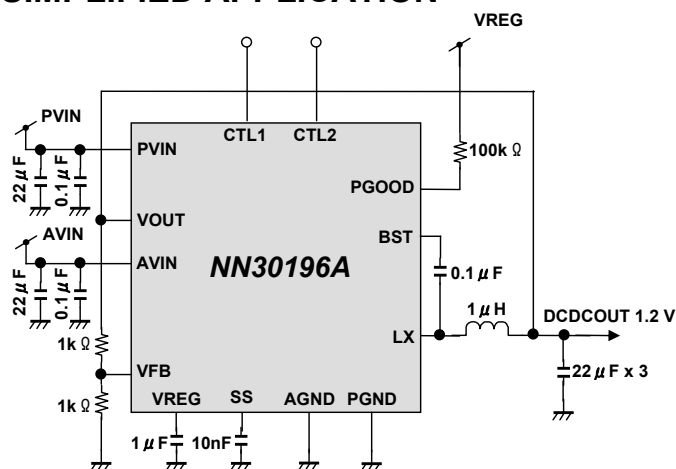 SIMPLIFIED APPLICATION
VREG
PVIN
CTL1 CTL2
PVIN
100k Ω
22 μF
0.1 μF
PGOOD
VOUT
BST
AVIN
AVIN
NN30196A
0.1 μF
22 μF
0.1 μF
1 μH
DCDCOUT 1.2 V
1k Ω
LX
VFB
22 μF x 3
1k Ω
VREG SS AGND PGND
1 μF
10nF